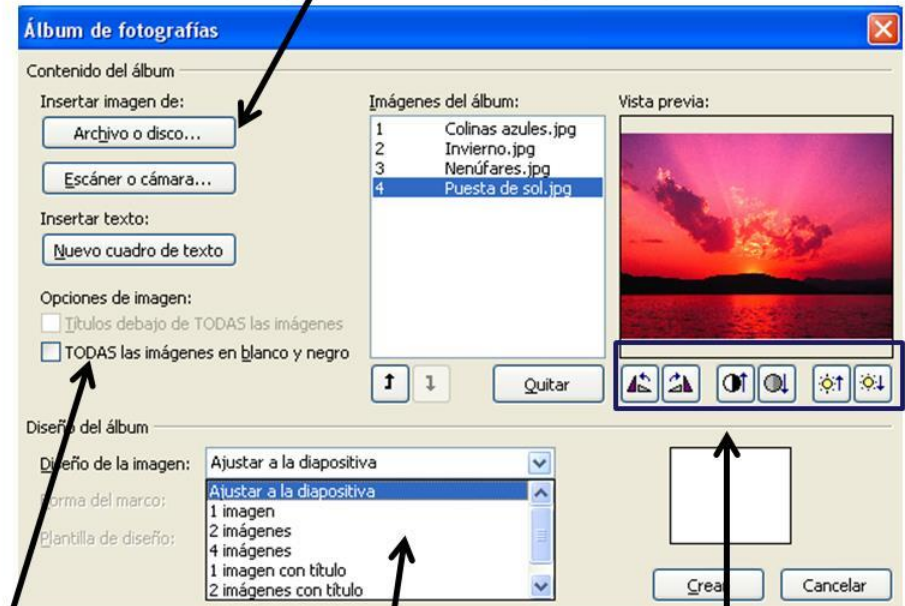 Álbum de fotografías
Contenido del álbum
Insertar imagen de:
Archivo o disco...
Escáner o cámara...
Insertar texto:
Nuevo cuadro de texto
Opciones de imagen:
Títulos debajo de TODAS las imágenes
TODAS las imágenes en blanco y negro
Imágenes del álbum:
1 Colinas azules.jpg
2 Invierno.jpg
3 Nenúfares.jpg
4 Puesta de sol.jpg
Quitar
Vista previa:
Diseño del álbum
Diseño de la imagen:
Ajustar a la diapositiva
Ajustar a la diapositiva
1 imagen
2 imágenes
4 imágenes
1 imagen con título
2 imágenes con título
Forma del marco:
Plantilla de diseño:
Crear
Cancelar